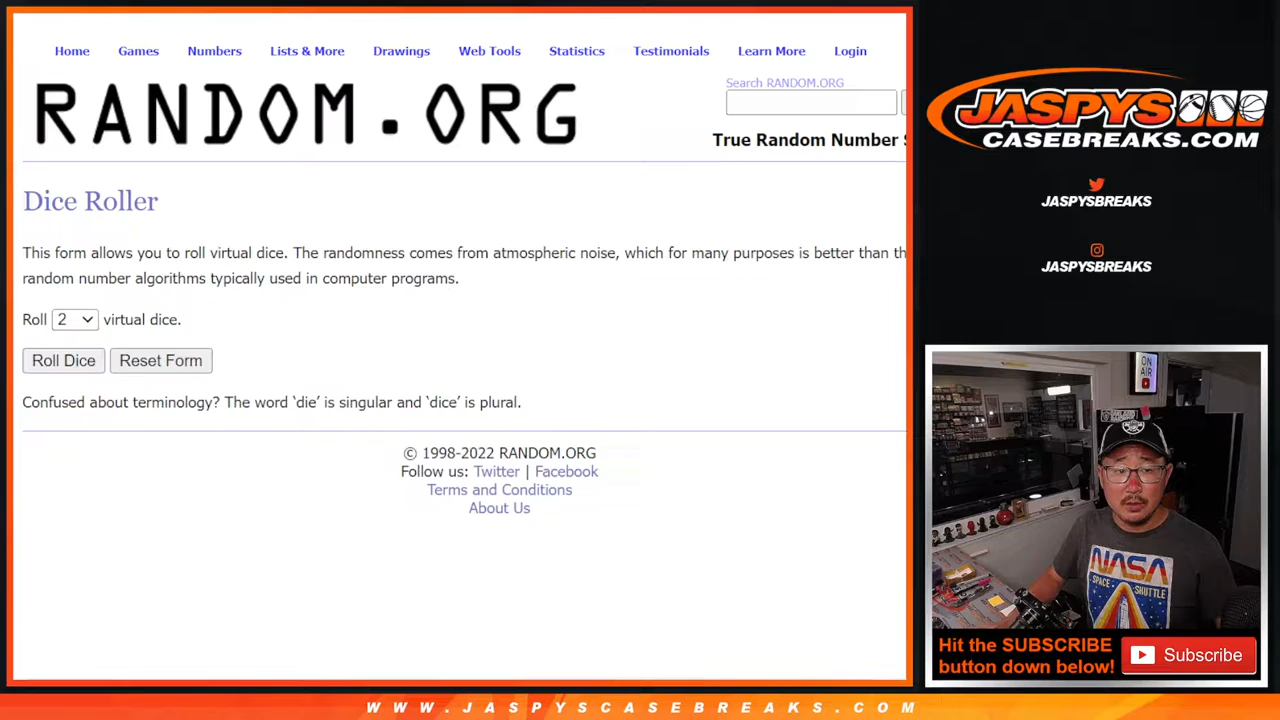 Home Games Numbers Lists & More Drawings Web Tools Statistics Testimonials Learn More Login
RANDOM.ORG
Search RANDOM.ORG
True Random Number S
Dice Roller
This form allows you to roll virtual dice. The randomness comes from atmospheric noise, which for many purposes is better than th
random number algorithms typically used in computer programs.
Roll 2 virtual dice.
Roll Dice Reset Form
Confused about terminology? The word ‘die’ is singular and ‘dice’ is plural.
© 1998-2022 RANDOM.ORG
Follow us: Twitter | Facebook
Terms and Conditions
About Us
JASPYS
CASEBREAKS.COM
JASPYSBREAKS
JASPYSBREAKS
ON
AIR
RAIDERS
NASA
SPACE SHUTTLE
Hit the SUBSCRIBE
button down below!
Subscribe
WWW.JASPYSCASEBREAKS.COM